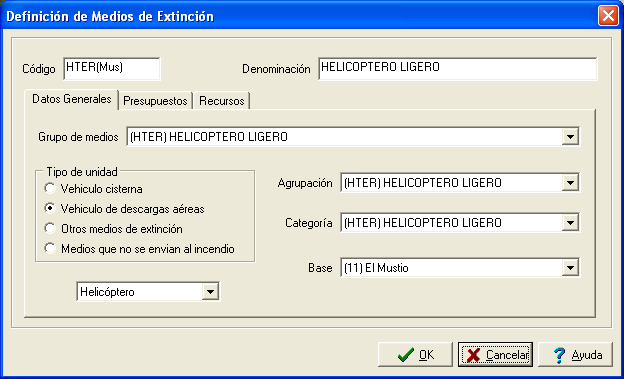 Definición de Medios de Extinción
Código HTER(Mus) Denominación HELICOPTERO LIGERO
Datos Generales Presupuestos Recursos
Grupo de medios (HTER) HELICOPTERO LIGERO
Tipo de unidad
Vehiculo cisterna
Vehiculo de descargas aéreas
Otros medios de extinción
Medios que no se envian al incendio
Helicóptero
Agrupación (HTER) HELICOPTERO LIGERO
Categoría (HTER) HELICOPTERO LIGERO
Base (11) El Mustio
OK Cancelar Ayuda